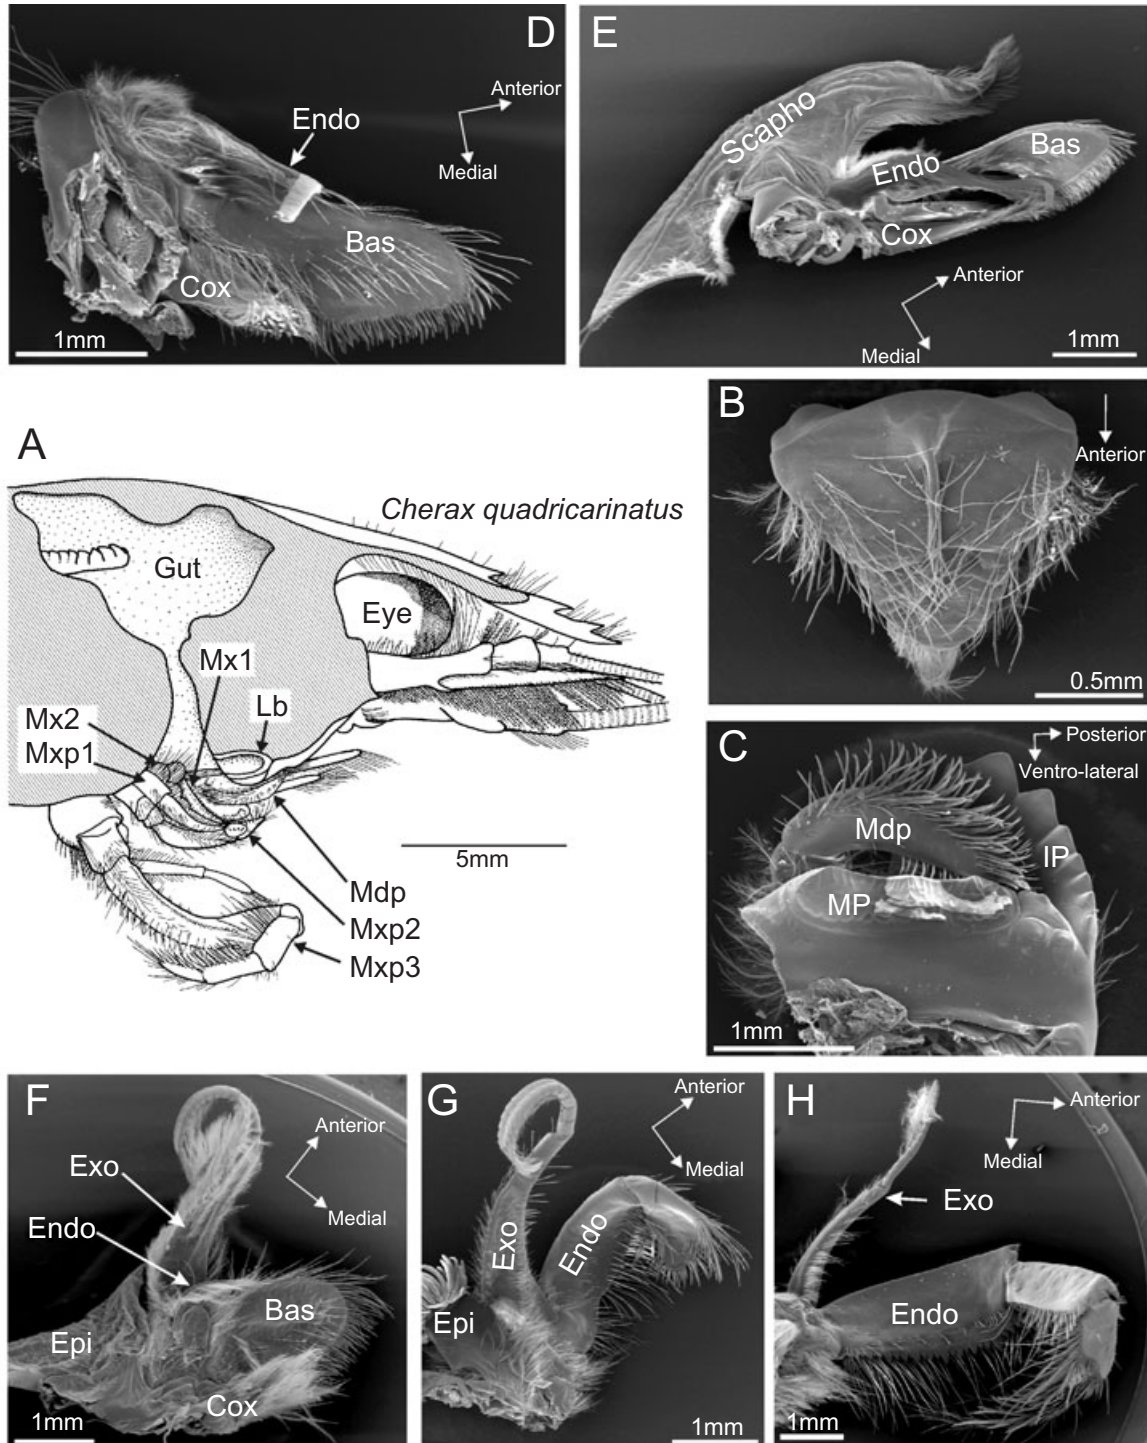 D
Anterior
Medial
Endo
Bas
Cox
1mm
E
Scapho
Endo
Bas
Cox
Anterior
Medial
1mm
B
Anterior
0.5mm
A
Cherax quadricarinatus
Gut
Eye
Mx1
Lb
Mx2
Mxp1
5mm
Mdp
Mxp2
Mxp3
C
Posterior
Ventro-lateral
Mdp
IP
MP
1mm
F
Anterior
Medial
Exo
Endo
Bas
Epi
Cox
1mm
G
Anterior
Medial
Exo
Endo
Epi
1mm
H
Anterior
Medial
Exo
Endo
1mm